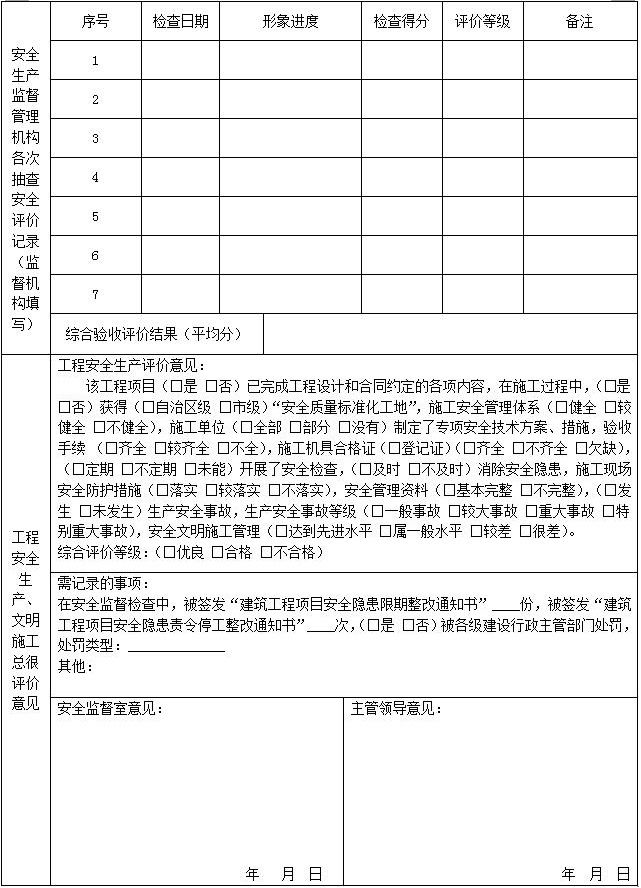 序号 检查日期 形象进度 检查得分 评价等级 备注
安全
生产
监督
管理
机构
各次
抽查
安全
评价
记录
（监
督机
构填
写）
1
2
3
4
5
6
7
综合验收评价结果（平均分）
工程
安全
生
产、
文明
施工
总很
评价
意见
工程安全生产评价意见：
该工程项目（□是 □否）已完成工程设计和合同约定的各项内容，在施工过程中，（□是
□否）获得（□自治区级 □市级）“安全质量标准化工地”，施工安全管理体系（□健全 □较
健全 □不健全），施工单位（□全部 □部分 □没有）制定了专项安全技术方案、措施，验收
手续 （□齐全 □较齐全 □不全），施工机具合格证（□登记证）（□齐全 □不齐全 □欠缺），
（□定期 □不定期 □未能）开展了安全检查，（□及时 □不及时）消除安全隐患，施工现场
安全防护措施（□落实 □较落实 □不落实），安全管理资料（□基本完整 □不完整），（□发
生 □未发生）生产安全事故，生产安全事故等级（□一般事故 □较大事故 □重大事故 □特
别重大事故），安全文明施工管理（□达到先进水平 □属一般水平 □较差 □很差）。
综合评价等级：（□优良 □合格 □不合格）
需记录的事项：
在安全监督检查中，被签发“建筑工程项目安全隐患限期整改通知书”____份，被签发“建筑
工程项目安全隐患责令停工整改通知书”____次，（□是 □否）被各级建设行政主管部门处罚，
处罚类型：______________
其他：
安全监督室意见：
年 月 日
主管领导意见：
年 月 日